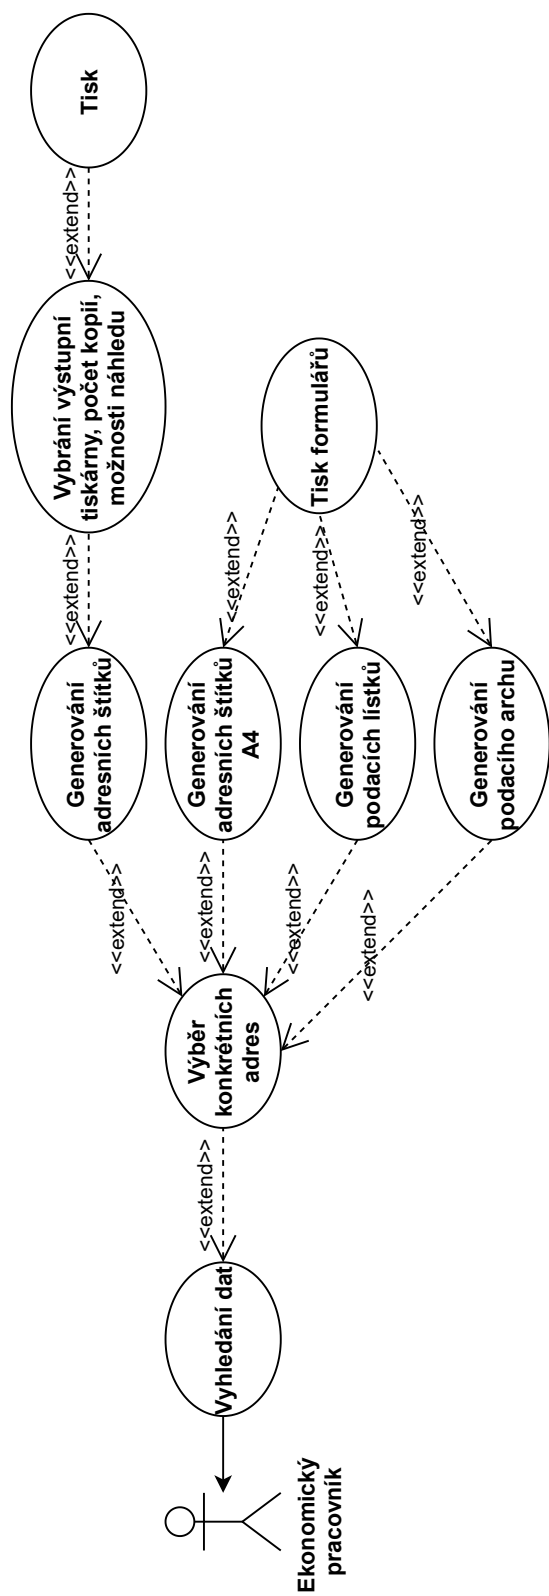 Ekonomický
pracovník
Vyhledání dat
<<extend>>
Výběr
konkrétních
adres
<<extend>>
<<extend>>
<<extend>>
<<extend>>
Generování
adresních štítků
Generování
adresních štítků
A4
Generování
podacích lístků
Generování
podacího archu
<<extend>>
<<extend>>
<<extend>>
<<extend>>
Vybrání výstupní
tiskárny, počet kopií,
možnosti náhledu
Tisk formulářů
<<extend>>
Tisk